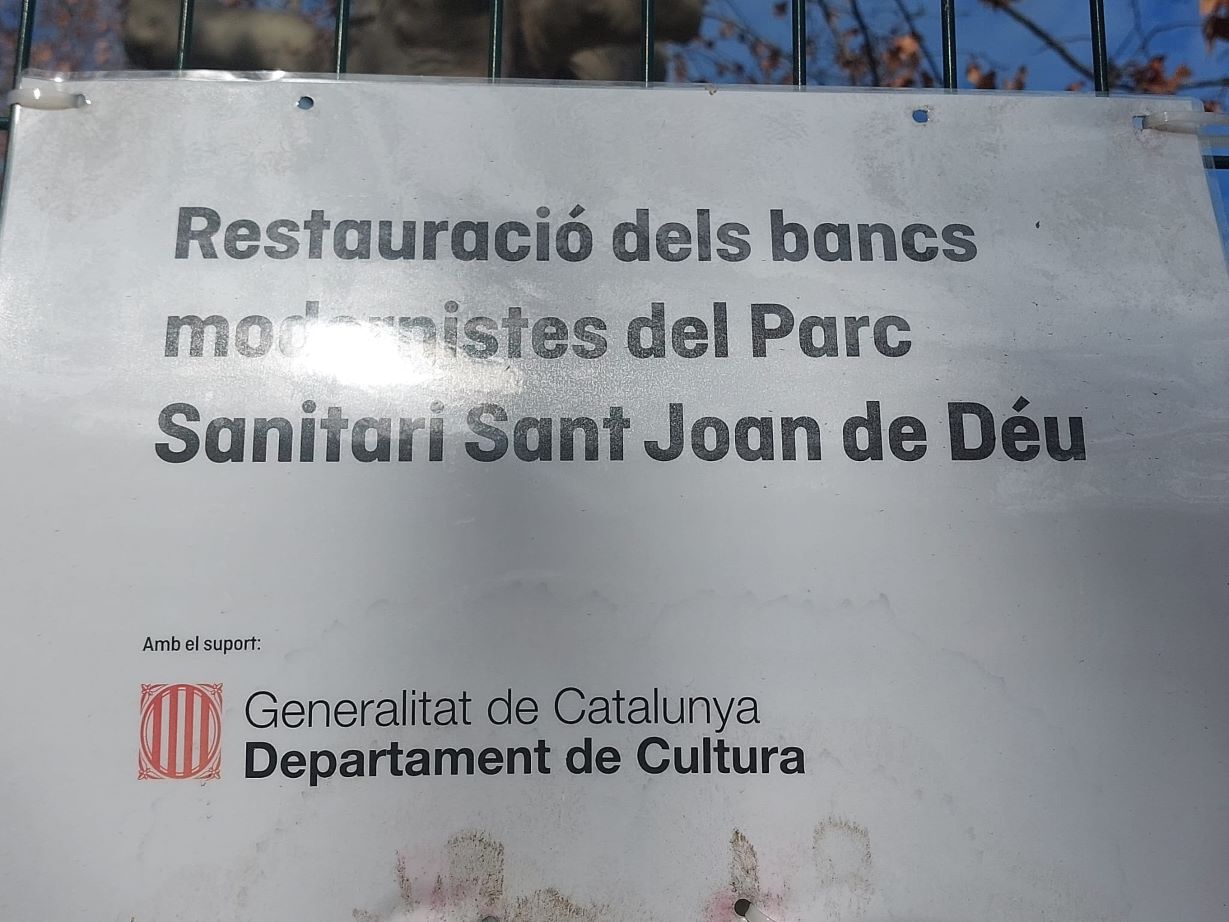 Restauració dels bancs
modernistes del Parc
Sanitari Sant Joan de Déu
Amb el suport:
Generalitat de Catalunya
Departament de Cultura